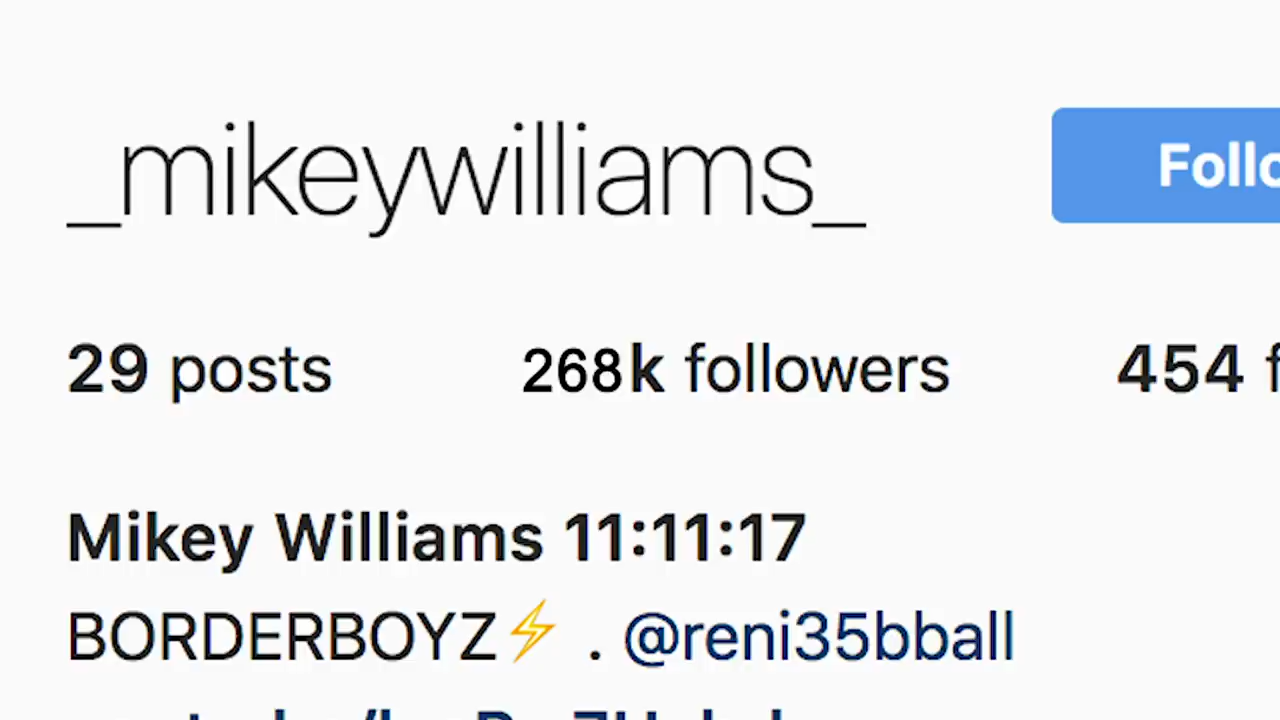 _mikeywilliams_ Follo
29 posts 268k followers 454 f
Mikey Williams 11:11:17
BORDERBOYZ⚡ . @reni35bball